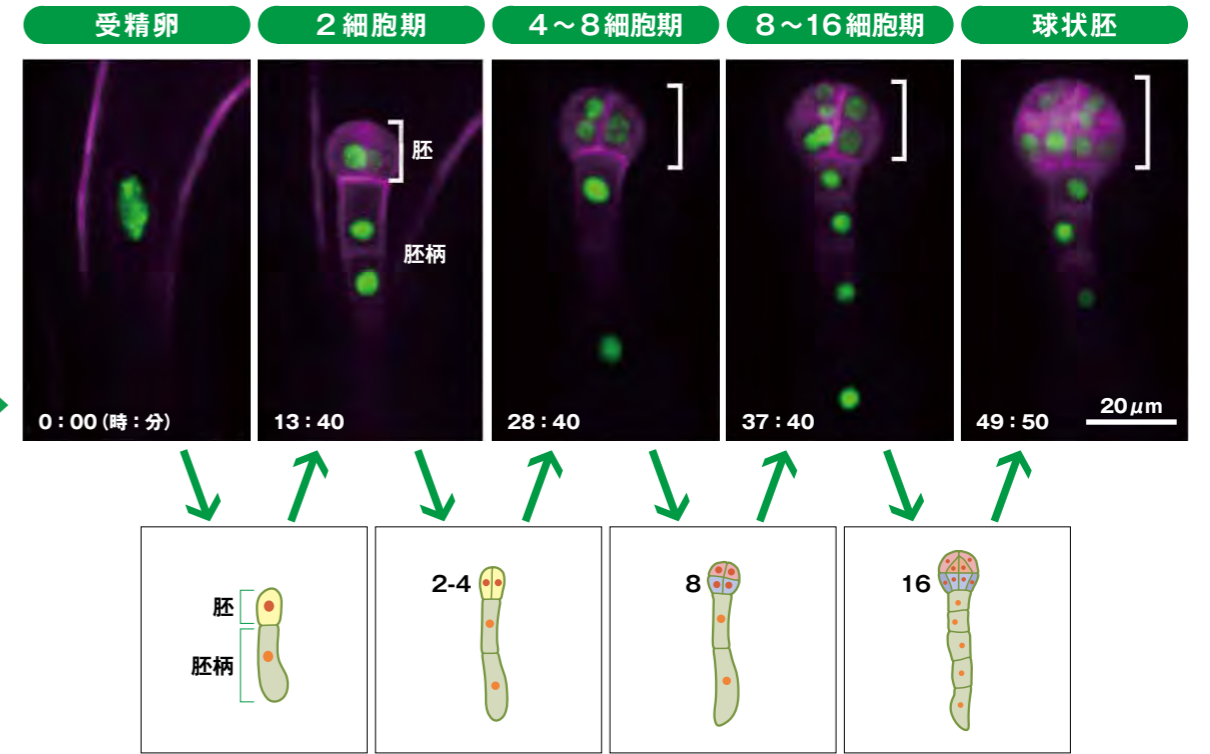 受精卵
2細胞期
4〜8細胞期
8〜16細胞期
球状胚
胚
胚柄
0：00（時：分）
13：40
28：40
37：40
49：50
20μm
胚
胚柄
2-4
8
16